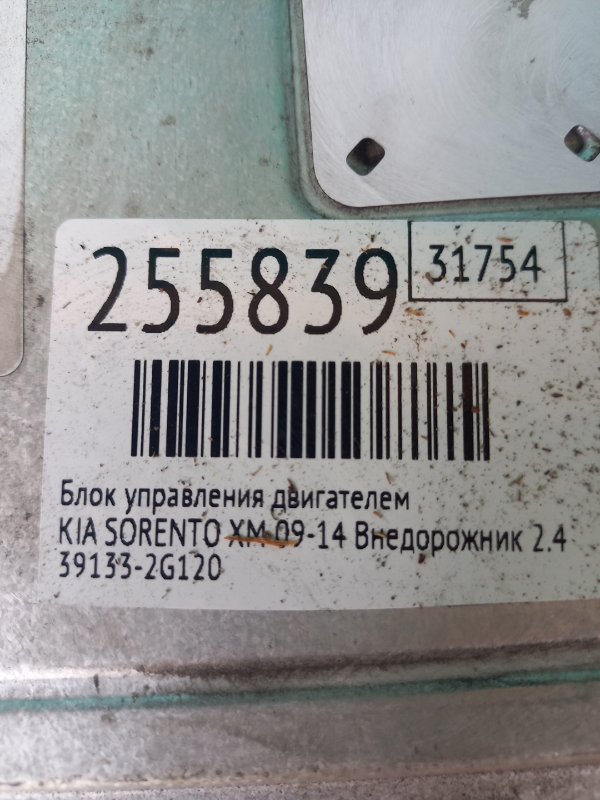 255839
31754
Блок управления двигателем
KIA SORENTO XM 09-14 Внедорожник 2.4
39133-2G120